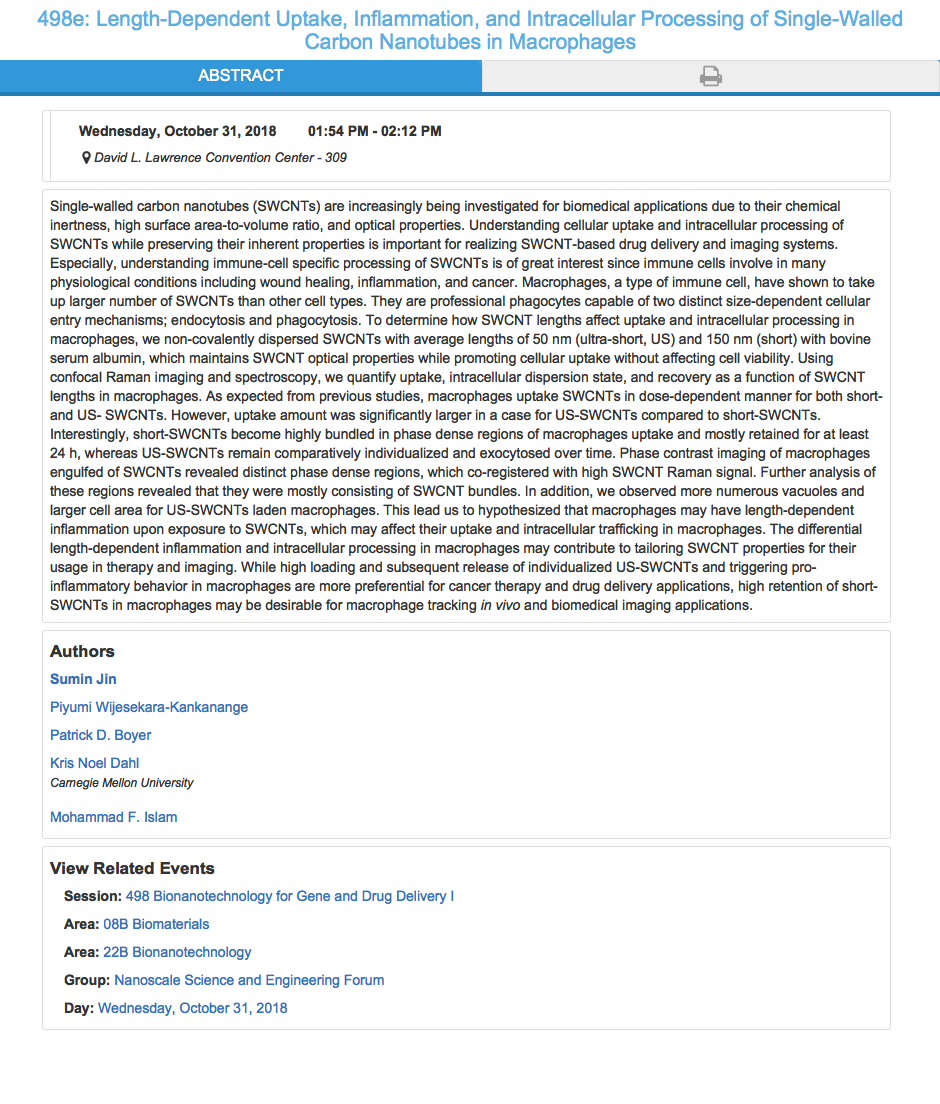 498e: Length-Dependent Uptake, Inflammation, and Intracellular Processing of Single-Walled
Carbon Nanotubes in Macrophages
ABSTRACT
Wednesday, October 31, 2018 01:54 PM - 02:12 PM
David L. Lawrence Convention Center - 309
Single-walled carbon nanotubes (SWCNTs) are increasingly being investigated for biomedical applications due to their chemical
inertness, high surface area-to-volume ratio, and optical properties. Understanding cellular uptake and intracellular processing of
SWCNTs while preserving their inherent properties is important for realizing SWCNT-based drug delivery and imaging systems.
Especially, understanding immune-cell specific processing of SWCNTs is of great interest since immune cells involve in many
physiological conditions including wound healing, inflammation, and cancer. Macrophages, a type of immune cell, have shown to take
up larger number of SWCNTs than other cell types. They are professional phagocytes capable of two distinct size-dependent cellular
entry mechanisms; endocytosis and phagocytosis. To determine how SWCNT lengths affect uptake and intracellular processing in
macrophages, we non-covalently dispersed SWCNTs with average lengths of 50 nm (ultra-short, US) and 150 nm (short) with bovine
serum albumin, which maintains SWCNT optical properties while promoting cellular uptake without affecting cell viability. Using
confocal Raman imaging and spectroscopy, we quantify uptake, intracellular dispersion state, and recovery as a function of SWCNT
lengths in macrophages. As expected from previous studies, macrophages uptake SWCNTs in dose-dependent manner for both short-
and US- SWCNTs. However, uptake amount was significantly larger in a case for US-SWCNTs compared to short-SWCNTs.
Interestingly, short-SWCNTs become highly bundled in phase dense regions of macrophages uptake and mostly retained for at least
24 h, whereas US-SWCNTs remain comparatively individualized and exocytosed over time. Phase contrast imaging of macrophages
engulfed of SWCNTs revealed distinct phase dense regions, which co-registered with high SWCNT Raman signal. Further analysis of
these regions revealed that they were mostly consisting of SWCNT bundles. In addition, we observed more numerous vacuoles and
larger cell area for US-SWCNTs laden macrophages. This lead us to hypothesized that macrophages may have length-dependent
inflammation upon exposure to SWCNTs, which may affect their uptake and intracellular trafficking in macrophages. The differential
length-dependent inflammation and intracellular processing in macrophages may contribute to tailoring SWCNT properties for their
usage in therapy and imaging. While high loading and subsequent release of individualized US-SWCNTs and triggering pro-
inflammatory behavior in macrophages are more preferential for cancer therapy and drug delivery applications, high retention of short-
SWCNTs in macrophages may be desirable for macrophage tracking in vivo and biomedical imaging applications.
Authors
Sumin Jin
Piyumi Wijesekara-Kankanange
Patrick D. Boyer
Kris Noel Dahl
Carnegie Mellon University
Mohammad F. Islam
View Related Events
Session: 498 Bionanotechnology for Gene and Drug Delivery I
Area: 08B Biomaterials
Area: 22B Bionanotechnology
Group: Nanoscale Science and Engineering Forum
Day: Wednesday, October 31, 2018